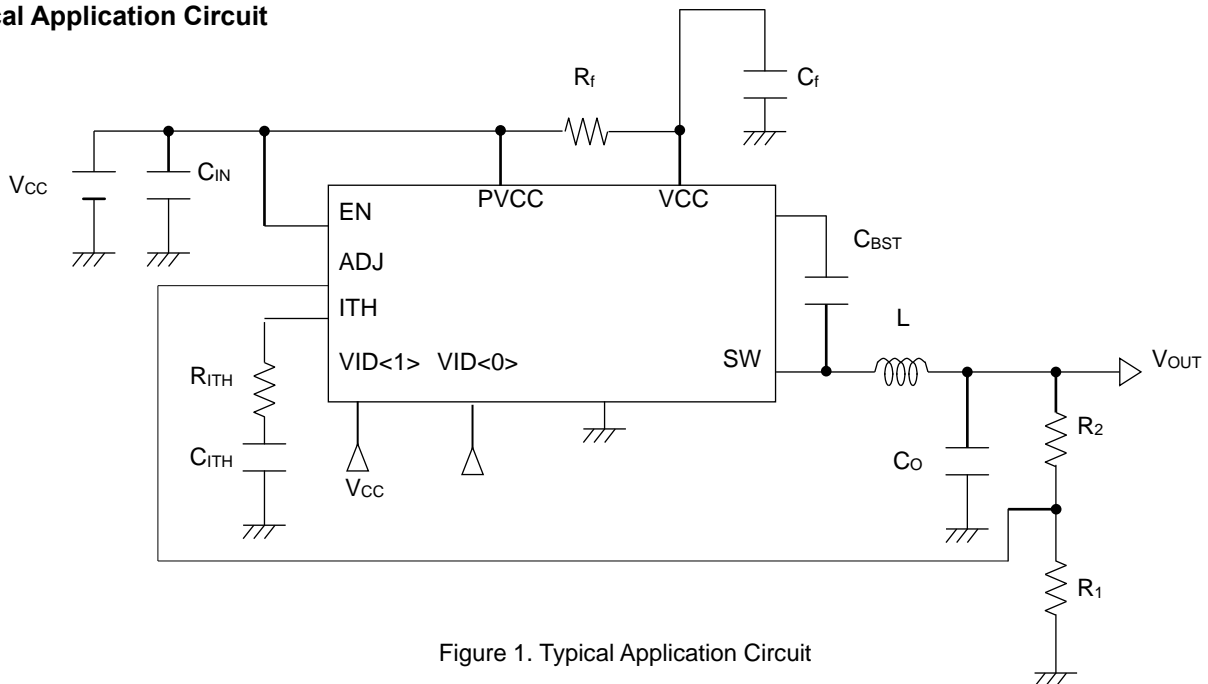 cal Application Circuit
Rf
Cf
VCC
CIN
PVCC
VCC
EN
ADJ
ITH
VID<1> VID<0>
SW
CBST
L
VOUT
RITH
CITH
VCC
CO
R2
R1
Figure 1. Typical Application Circuit